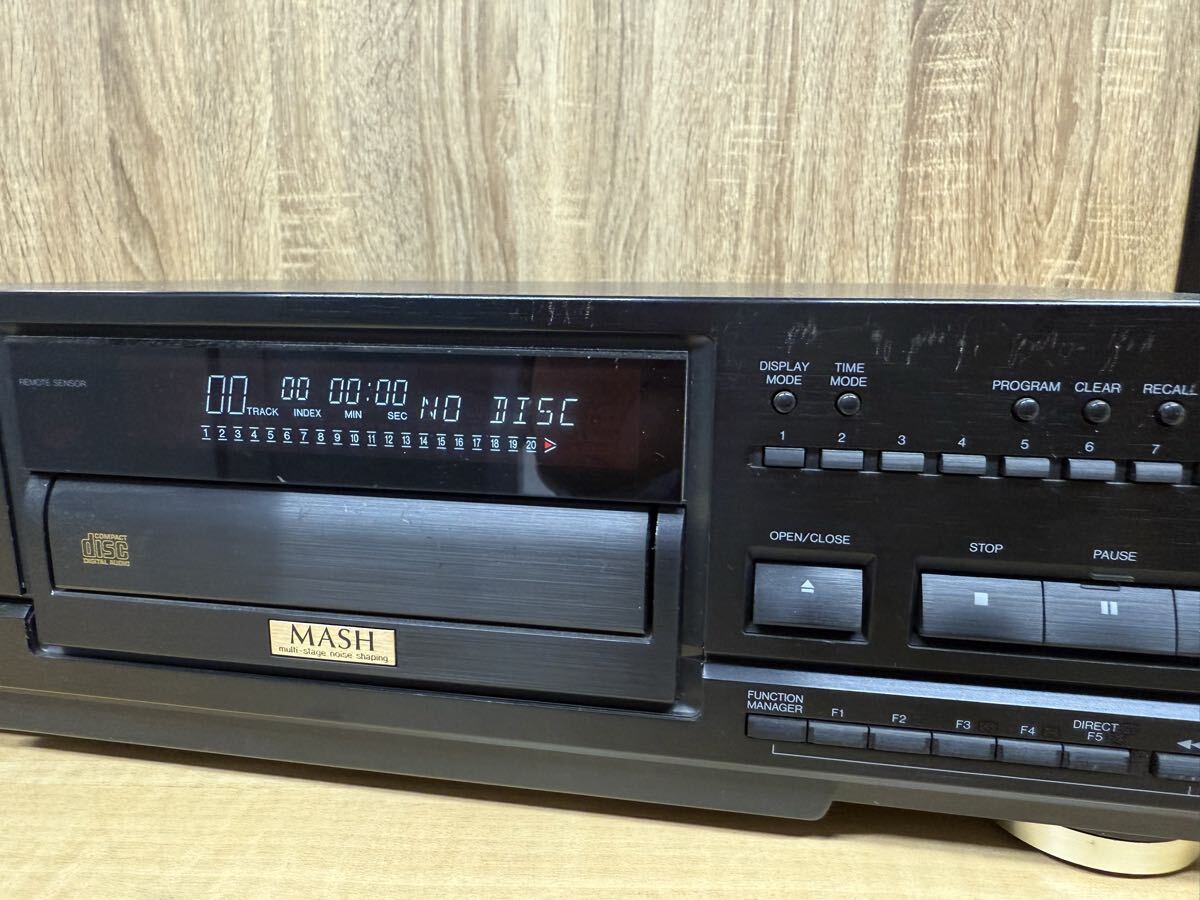 REMOTE SENSOR
00 TRACK 00 INDEX 00:00 MIN SEC NO DISC
1 2 3 4 5 6 7 8 9 10 11 12 13 14 15 16 17 18 19 20
COMPACT
disc
DIGITAL AUDIO
MASH
multi-stage noise shaping
DISPLAY MODE
TIME MODE
PROGRAM CLEAR RECALL
1 2 3 4 5 6 7
OPEN/CLOSE
STOP
PAUSE
FUNCTION MANAGER
F1 F2 F3 F4
DIRECT F5